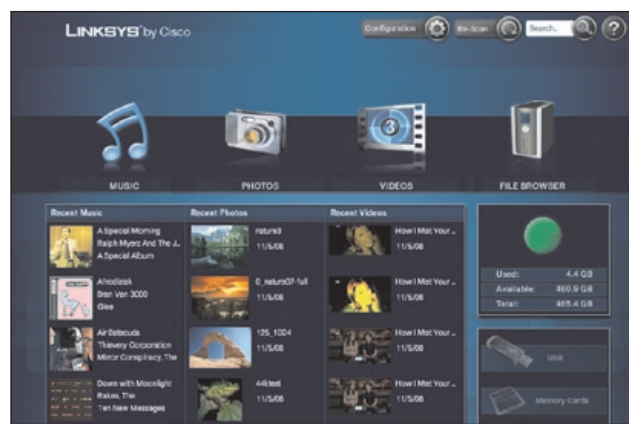 LINKSYS by Cisco
Configuration
Re-Scan
Search..
?
3
MUSIC
PHOTOS
VIDEOS
FILE BROWSER
Recent Music
A Special Morning
Ralph Myerz And The J..
A Special Album
Afrodizzak
Bran Van 3000
Glee
Air Batucada
Thievery Corporation
Mirror Conspiracy, The
Down with Moonlight
Rakes, The
Ten New Messages
Recent Photos
nature3
11/5/08
0_nature07-full
11/5/08
125_1024
11/5/08
44ktest
11/5/08
Recent Videos
How I Met Your ..
11/5/08
How I Met Your ..
11/5/08
How I Met Your ..
11/5/08
How I Met Your ..
11/5/08
Used: 4.4 GB
Available: 460.9 GB
Total: 465.4 GB
USB
Memory Cards